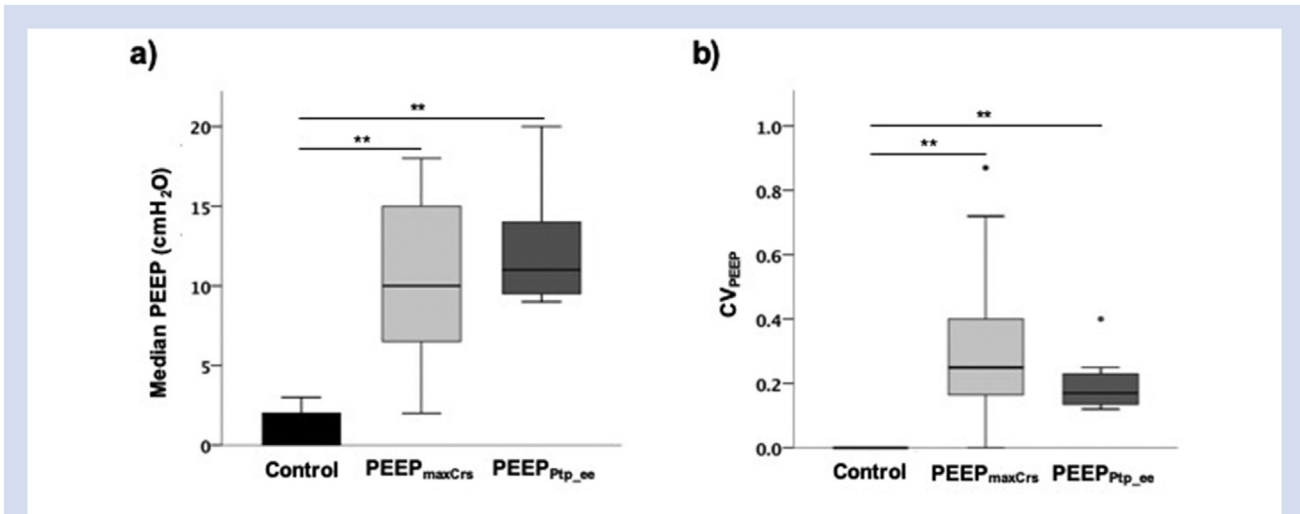 a)
Median PEEP (cmH₂O)
20
15
10
5
0
**
**
Control
PEEPmaxCrs
PEEPPtp_ee
b)
CVPEEP
1.0
0.8
0.6
0.4
0.2
0.0
**
**
Control
PEEPmaxCrs
PEEPPtp_ee